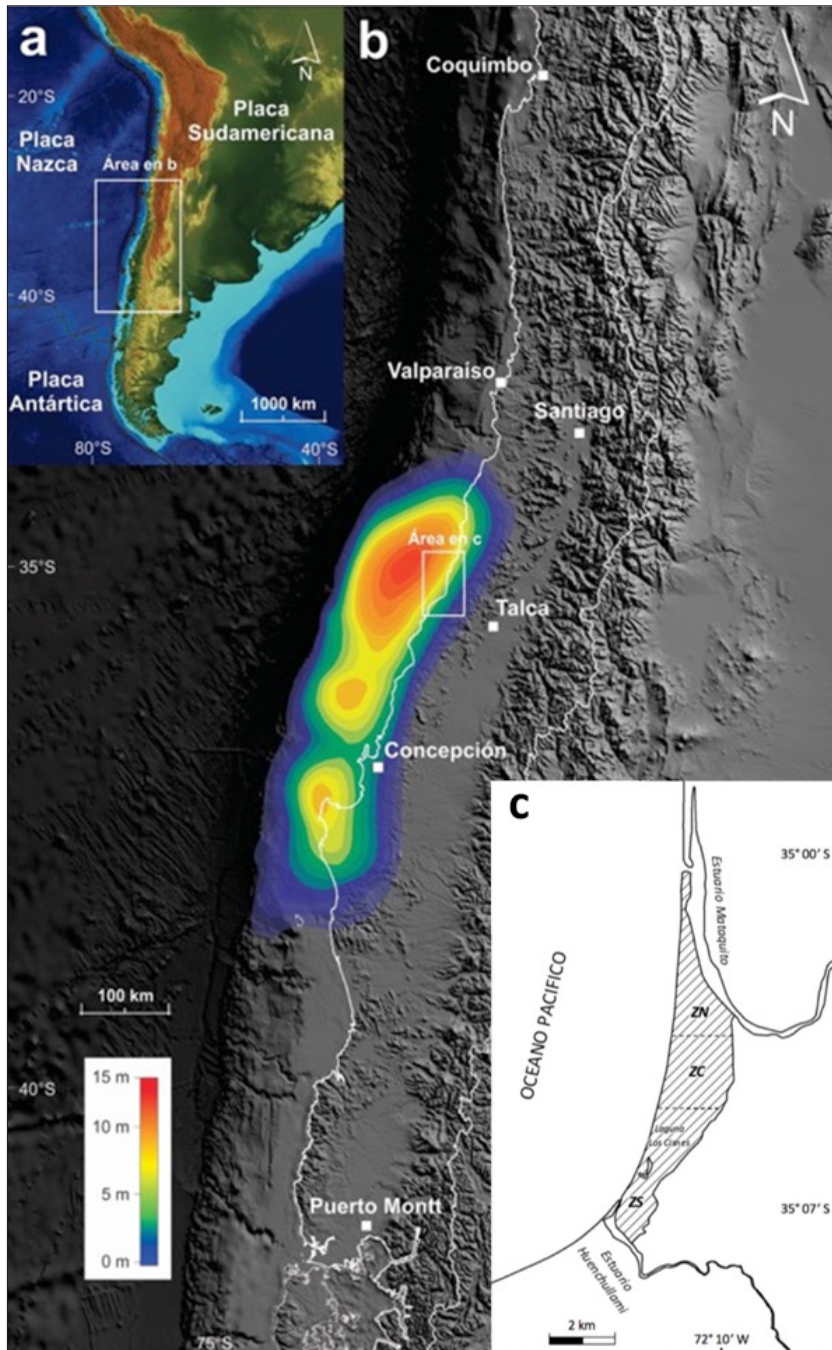 a
N
20°S
Placa
Sudamericana
Placa
Nazca
Área en b
40°S
Placa
Antártica
1000 km
80°S
40°S
b
N
Coquimbo
Valparaíso
Santiago
35°S
Área en c
Talca
Concepción
100 km
15 m
10 m
5 m
0 m
40°S
Puerto Montt
75°S
c
35° 00' S
Estuario Mataquito
OCEANO PACIFICO
ZN
ZC
Laguna
Los Cisnes
ZS
35° 07' S
Estuario
Huenchullami
2 km
72° 10' W